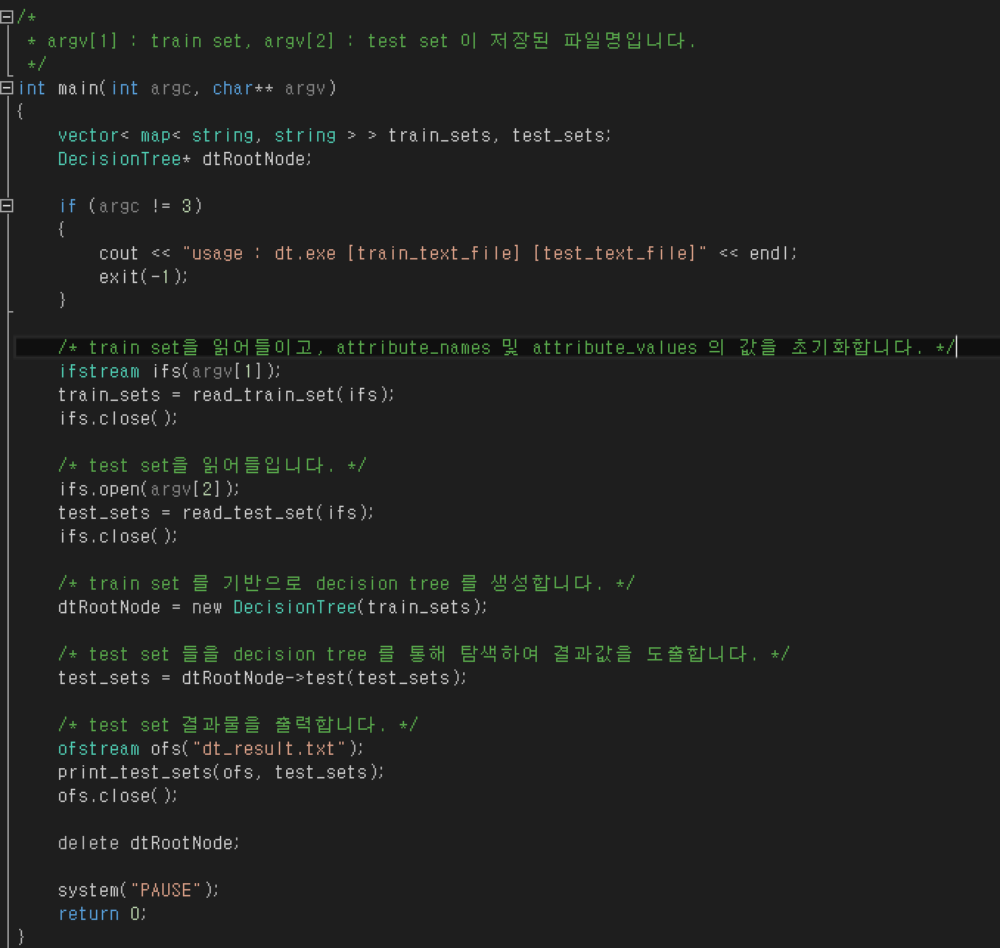 /*
 * argv[1] : train set, argv[2] : test set 이 저장된 파일명입니다.
 */
int main(int argc, char** argv)
{
    vector< map< string, string > > train_sets, test_sets;
    DecisionTree* dtRootNode;

    if (argc != 3)
    {
        cout << "usage : dt.exe [train_text_file] [test_text_file]" << endl;
        exit(-1);
    }

    /* train set을 읽어들이고, attribute_names 및 attribute_values 의 값을 초기화합니다. */
    ifstream ifs(argv[1]);
    train_sets = read_train_set(ifs);
    ifs.close();

    /* test set을 읽어들입니다. */
    ifs.open(argv[2]);
    test_sets = read_test_set(ifs);
    ifs.close();

    /* train set 를 기반으로 decision tree 를 생성합니다. */
    dtRootNode = new DecisionTree(train_sets);

    /* test set 들을 decision tree 를 통해 탐색하여 결과값을 도출합니다. */
    test_sets = dtRootNode->test(test_sets);

    /* test set 결과물을 출력합니다. */
    ofstream ofs("dt_result.txt");
    print_test_sets(ofs, test_sets);
    ofs.close();

    delete dtRootNode;

    system("PAUSE");
    return 0;
}